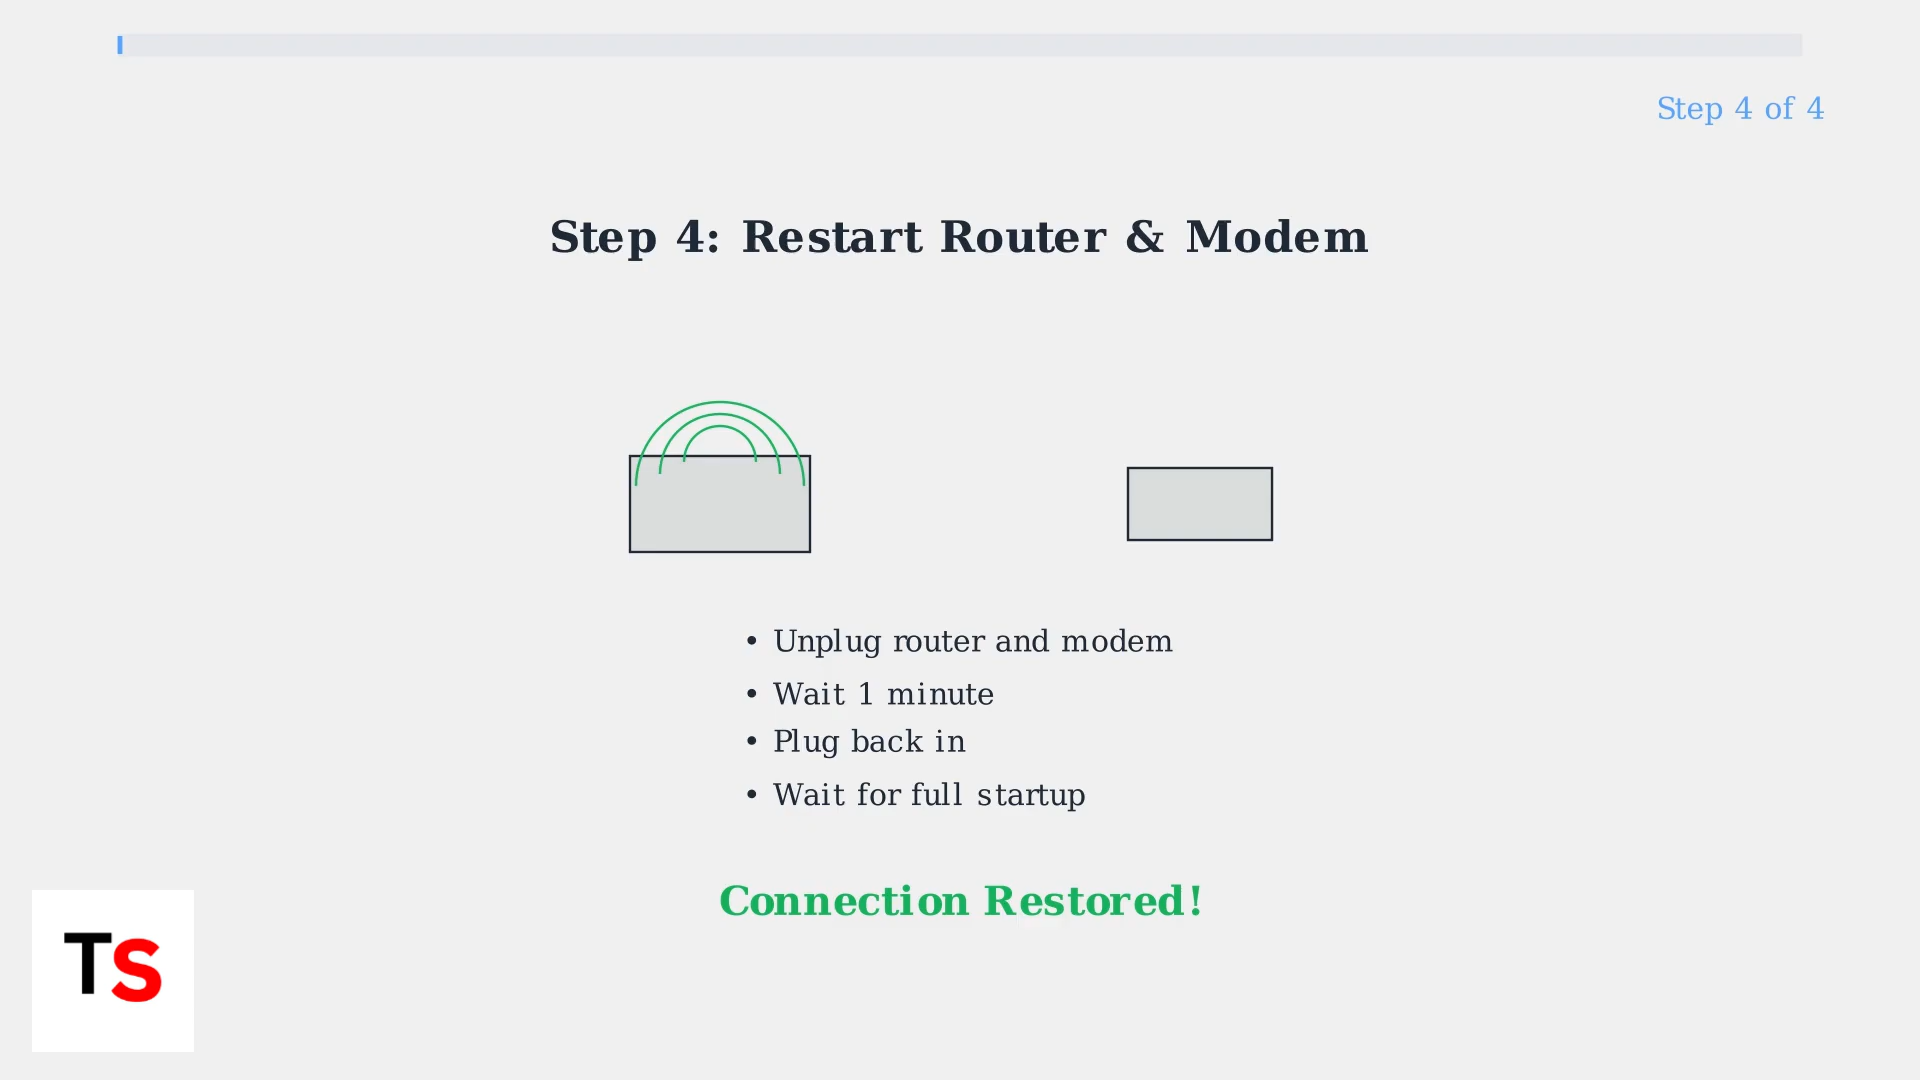 Step 4 of 4
Step 4: Restart Router & Modem
• Unplug router and modem
• Wait 1 minute
• Plug back in
• Wait for full startup
Connection Restored!
TS